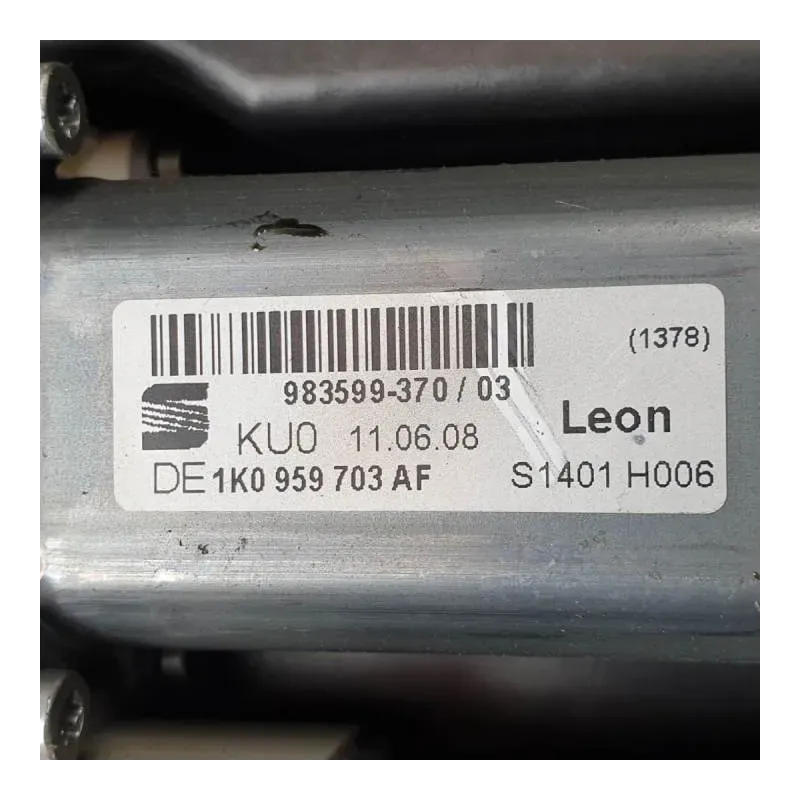 (1378)
983599-370 / 03
Leon
KU0 11.06.08
DE 1K0 959 703 AF S1401 H006